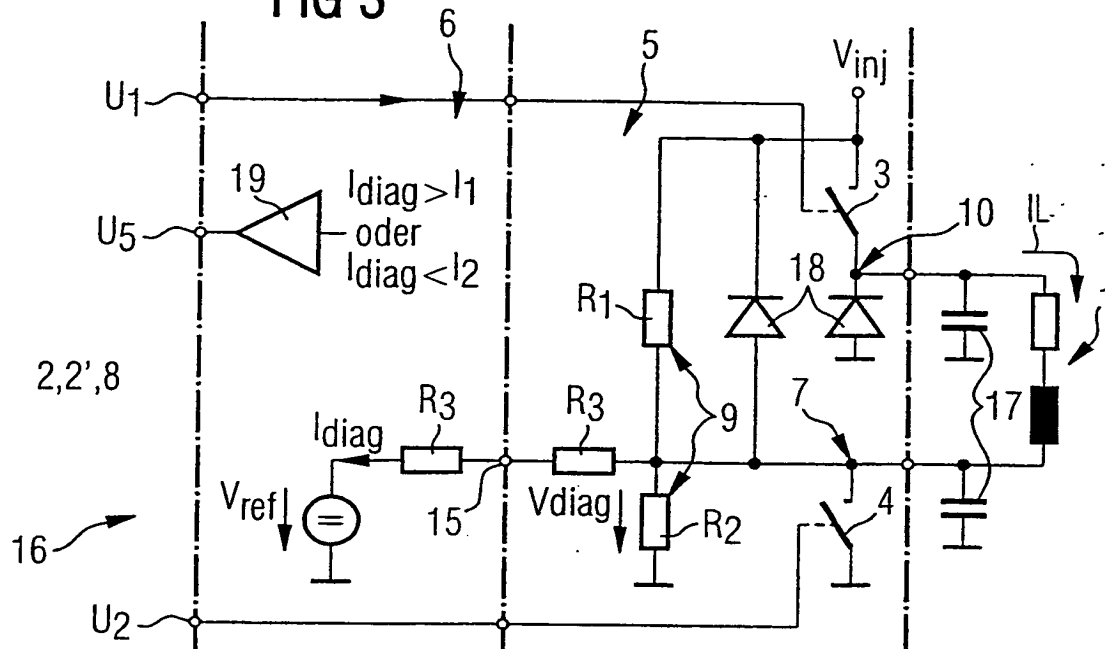 FIG 3
6
5
Vinj
U1
3
19
Idiag>I1
oder
Idiag<I2
U5
10
IL
18
R1
2,2',8
R3
R3
9
7
17
Idiag
Vref
15
Vdiag
R2
4
16
U2